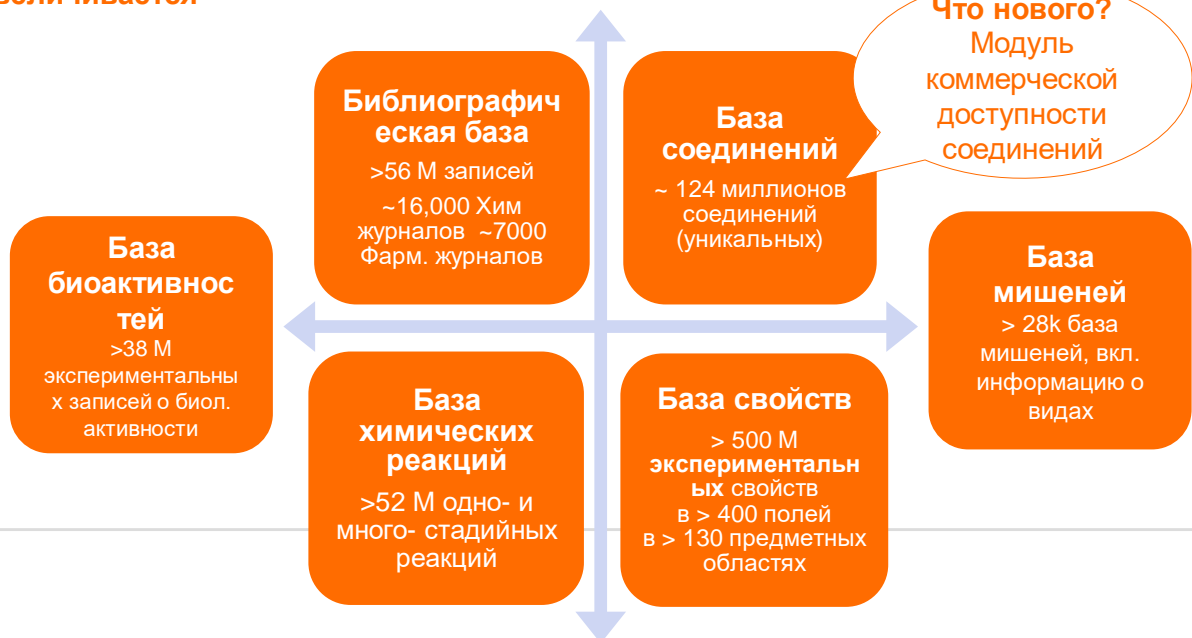 Что нового?
Модуль
коммерческой
доступности
соединений
Библиографич
еская база
>56 М записей
~16,000 Хим
журналов ~7000
Фарм. журналов
База
соединений
~ 124 миллионов
соединений
(уникальных)
База
биоактивнос
тей
>38 М
экспериментальны
х записей о биол.
активности
База
мишеней
> 28k база
мишеней, вкл.
информацию о
видах
База
химических
реакций
>52 М одно- и
много- стадийных
реакций
База свойств
> 500 М
экспериментальн
ых свойств
в > 400 полей
в > 130 предметных
областях